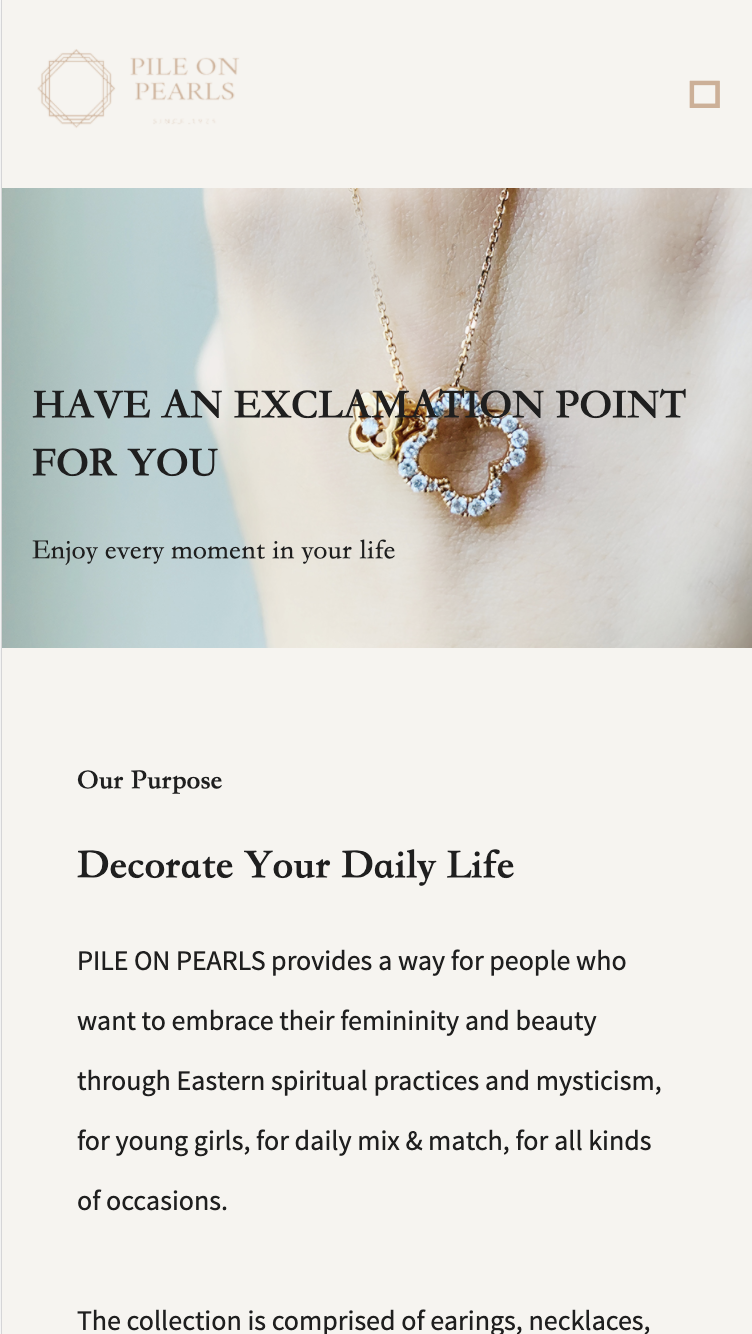 PILE ON
PEARLS
HAVE AN EXCLAMATION POINT
FOR YOU
Enjoy every moment in your life
Our Purpose
Decorate Your Daily Life
PILE ON PEARLS provides a way for people who
want to embrace their femininity and beauty
through Eastern spiritual practices and mysticism,
for young girls, for daily mix & match, for all kinds
of occasions.
The collection is comprised of earings, necklaces,